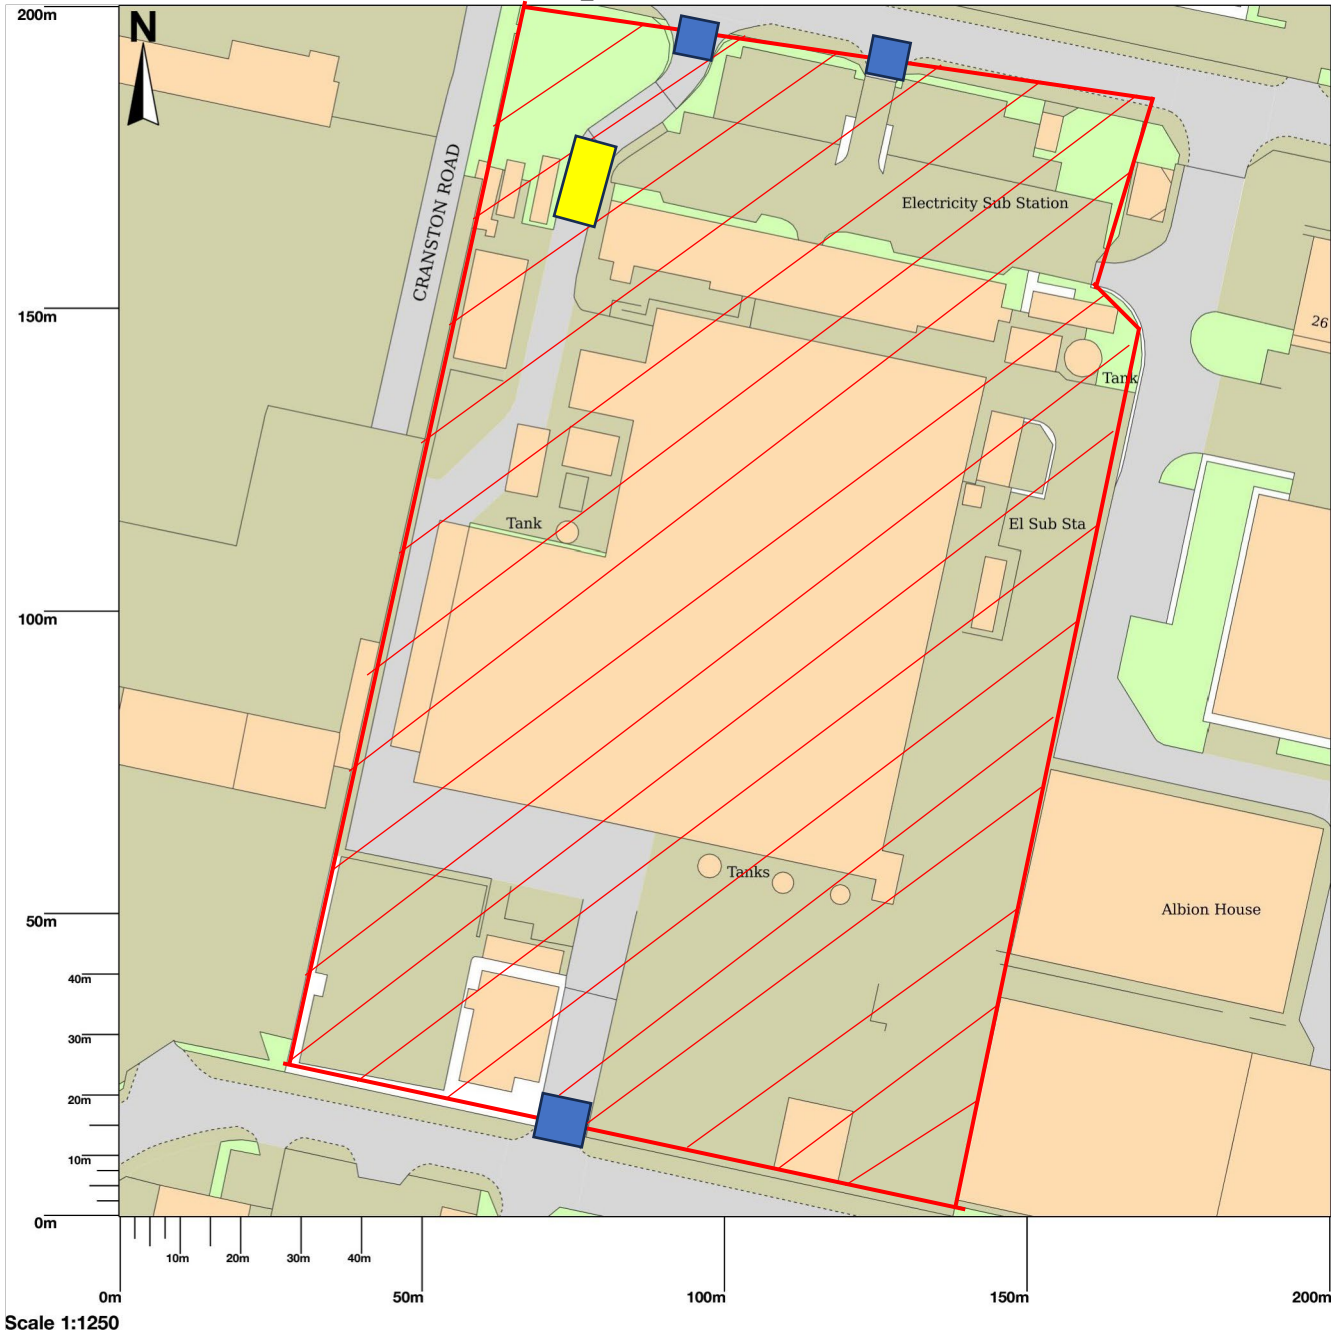 200m
N
CRANSTON ROAD
Electricity Sub Station
150m
26
Tank
Tank
El Sub Sta
100m
Tanks
50m
Albion House
40m
30m
20m
10m
0m
10m
20m
30m
40m
0m
50m
100m
150m
200m
Scale 1:1250